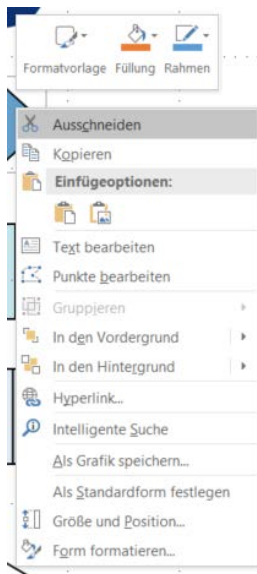 Formatvorlage Füllung Rahmen
Ausschneiden
Kopieren
Einfügeoptionen:
Text bearbeiten
Punkte bearbeiten
Gruppieren
In den Vordergrund
In den Hintergrund
Hyperlink...
Intelligente Suche
Als Grafik speichern...
Als Standardform festlegen
Größe und Position...
Form formatieren...